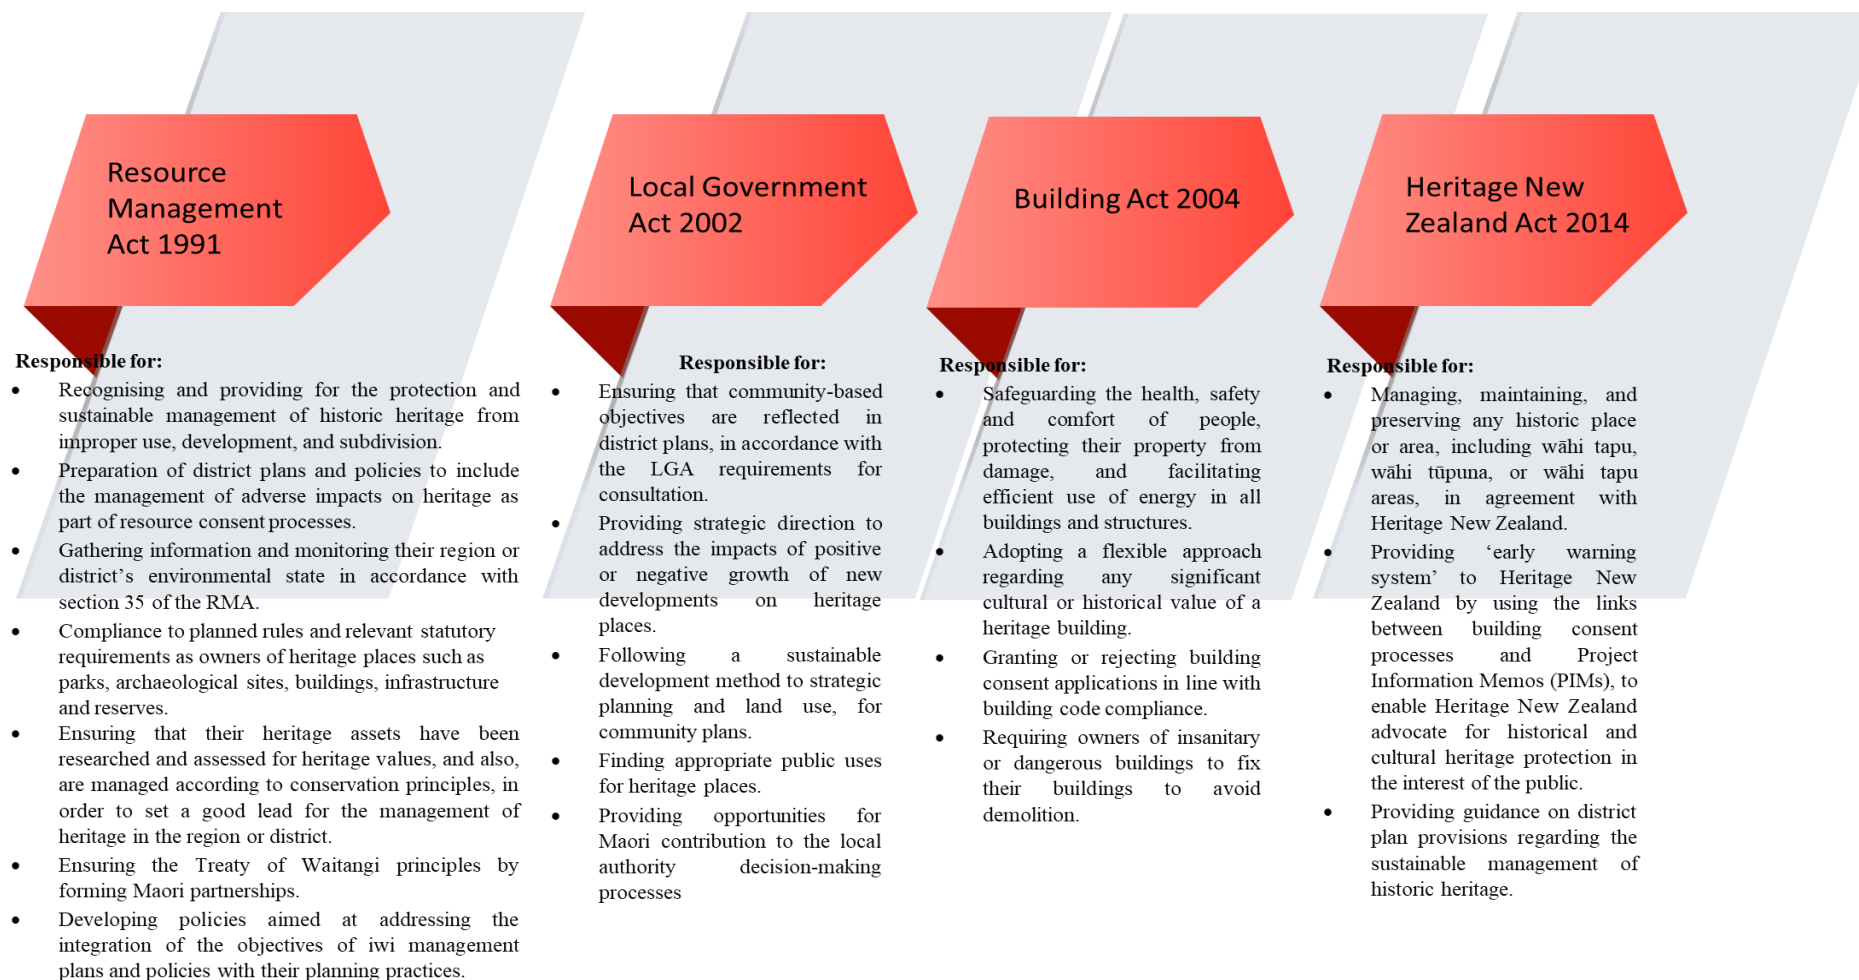 Resource
Management
Act 1991
Responsible for:
• Recognising and providing for the protection and
sustainable management of historic heritage from
improper use, development, and subdivision.
• Preparation of district plans and policies to include
the management of adverse impacts on heritage as
part of resource consent processes.
• Gathering information and monitoring their region or
district’s environmental state in accordance with
section 35 of the RMA.
• Compliance to planned rules and relevant statutory
requirements as owners of heritage places such as
parks, archaeological sites, buildings, infrastructure
and reserves.
• Ensuring that their heritage assets have been
researched and assessed for heritage values, and also,
are managed according to conservation principles, in
order to set a good lead for the management of
heritage in the region or district.
• Ensuring the Treaty of Waitangi principles by
forming Maori partnerships.
• Developing policies aimed at addressing the
integration of the objectives of iwi management
plans and policies with their planning practices.
Local Government
Act 2002
Responsible for:
• Ensuring that community-based
objectives are reflected in
district plans, in accordance with
the LGA requirements for
consultation.
• Providing strategic direction to
address the impacts of positive
or negative growth of new
developments on heritage
places.
• Following a sustainable
development method to strategic
planning and land use, for
community plans.
• Finding appropriate public uses
for heritage places.
• Providing opportunities for
Maori contribution to the local
authority decision-making
processes
Building Act 2004
Responsible for:
• Safeguarding the health, safety
and comfort of people,
protecting their property from
damage, and facilitating
efficient use of energy in all
buildings and structures.
• Adopting a flexible approach
regarding any significant
cultural or historical value of a
heritage building.
• Granting or rejecting building
consent applications in line with
building code compliance.
• Requiring owners of insanitary
or dangerous buildings to fix
their buildings to avoid
demolition.
Heritage New
Zealand Act 2014
Responsible for:
• Managing, maintaining, and
preserving any historic place
or area, including wāhi tapu,
wāhi tūpuna, or wāhi tapu
areas, in agreement with
Heritage New Zealand.
• Providing ‘early warning
system’ to Heritage New
Zealand by using the links
between building consent
processes and Project
Information Memos (PIMs), to
enable Heritage New Zealand
advocate for historical and
cultural heritage protection in
the interest of the public.
• Providing guidance on district
plan provisions regarding the
sustainable management of
historic heritage.